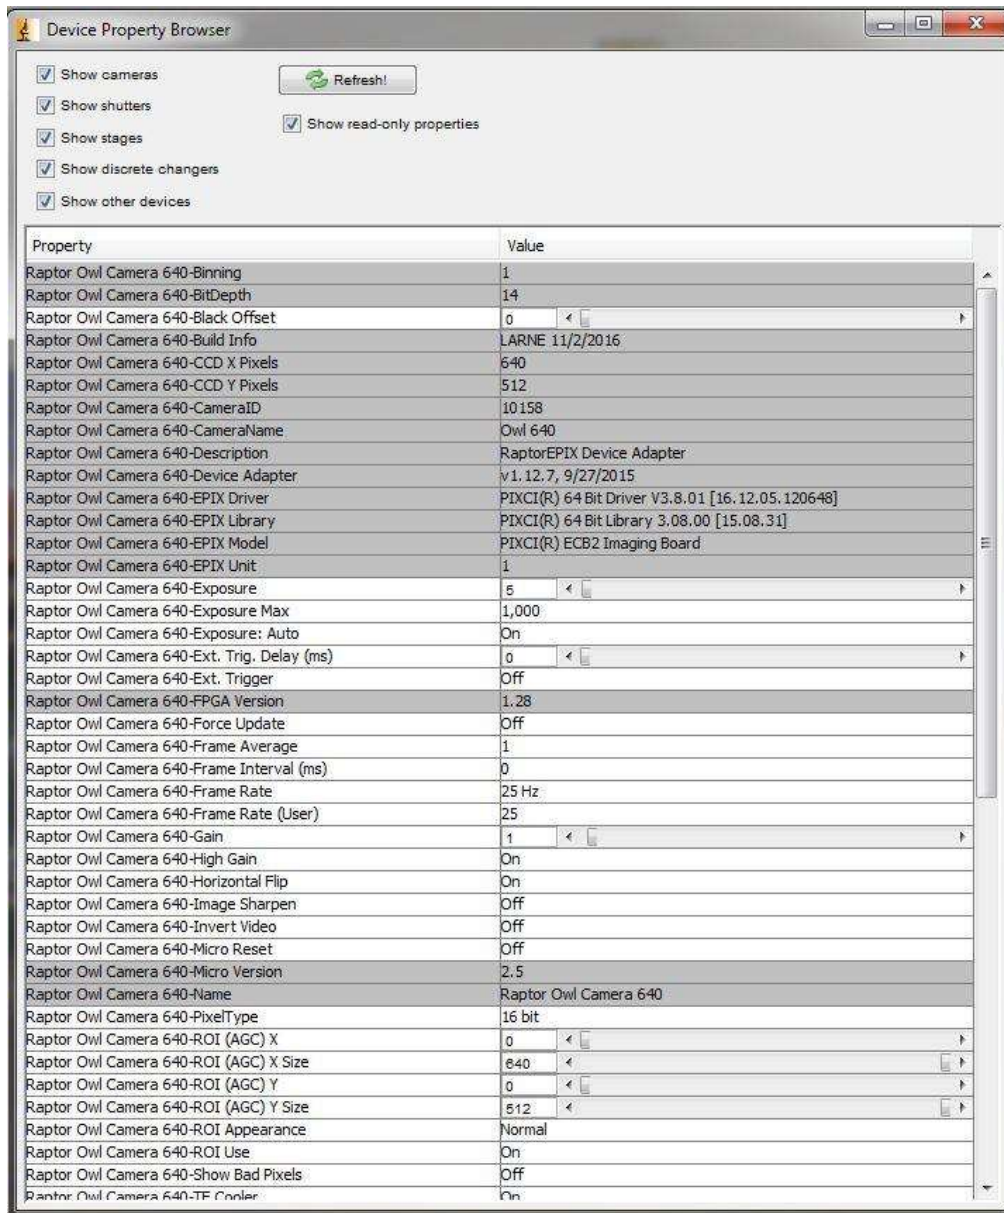 Device Property Browser
Show cameras
Refresh!
Show shutters
Show read-only properties
Show stages
Show discrete changers
Show other devices
Property Value
Raptor Owl Camera 640-Binning 1
Raptor Owl Camera 640-BitDepth 14
Raptor Owl Camera 640-Black Offset 0
Raptor Owl Camera 640-Build Info LARNE 11/2/2016
Raptor Owl Camera 640-CCD X Pixels 640
Raptor Owl Camera 640-CCD Y Pixels 512
Raptor Owl Camera 640-CameraID 10158
Raptor Owl Camera 640-CameraName Owl 640
Raptor Owl Camera 640-Description RaptorEPIX Device Adapter
Raptor Owl Camera 640-Device Adapter v1.12.7, 9/27/2015
Raptor Owl Camera 640-EPIX Driver PIXCI(R) 64 Bit Driver V3.8.01 [16.12.05.120648]
Raptor Owl Camera 640-EPIX Library PIXCI(R) 64 Bit Library 3.08.00 [15.08.31]
Raptor Owl Camera 640-EPIX Model PIXCI(R) ECB2 Imaging Board
Raptor Owl Camera 640-EPIX Unit 1
Raptor Owl Camera 640-Exposure 5
Raptor Owl Camera 640-Exposure Max 1,000
Raptor Owl Camera 640-Exposure: Auto On
Raptor Owl Camera 640-Ext. Trig. Delay (ms) 0
Raptor Owl Camera 640-Ext. Trigger Off
Raptor Owl Camera 640-FPGA Version 1.28
Raptor Owl Camera 640-Force Update Off
Raptor Owl Camera 640-Frame Average 1
Raptor Owl Camera 640-Frame Interval (ms) 0
Raptor Owl Camera 640-Frame Rate 25 Hz
Raptor Owl Camera 640-Frame Rate (User) 25
Raptor Owl Camera 640-Gain 1
Raptor Owl Camera 640-High Gain On
Raptor Owl Camera 640-Horizontal Flip On
Raptor Owl Camera 640-Image Sharpen Off
Raptor Owl Camera 640-Invert Video Off
Raptor Owl Camera 640-Micro Reset Off
Raptor Owl Camera 640-Micro Version 2.5
Raptor Owl Camera 640-Name Raptor Owl Camera 640
Raptor Owl Camera 640-PixelType 16 bit
Raptor Owl Camera 640-ROI (AGC) X 0
Raptor Owl Camera 640-ROI (AGC) X Size 640
Raptor Owl Camera 640-ROI (AGC) Y 0
Raptor Owl Camera 640-ROI (AGC) Y Size 512
Raptor Owl Camera 640-ROI Appearance Normal
Raptor Owl Camera 640-ROI Use On
Raptor Owl Camera 640-Show Bad Pixels Off
Raptor Owl Camera 640-TE Cooler On